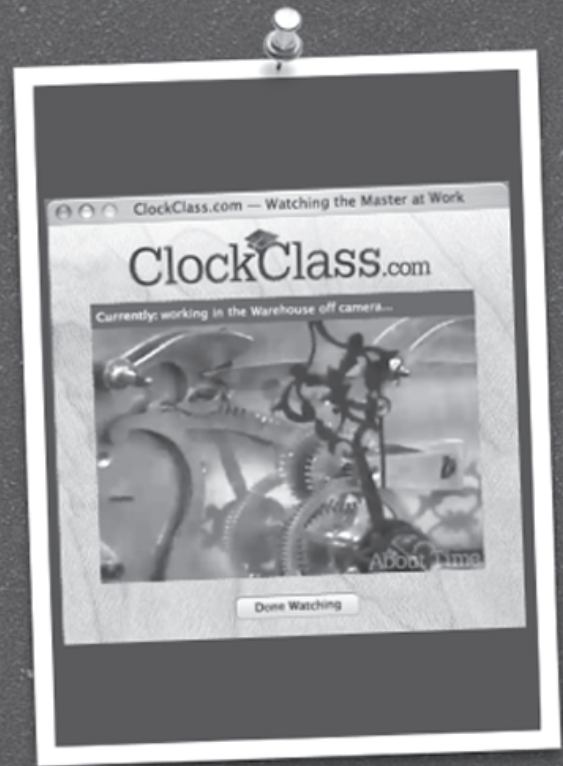 ClockClass.com — Watching the Master at Work
ClockClass.com
Currently: working in the Warehouse off camera...
About Time
Done Watching